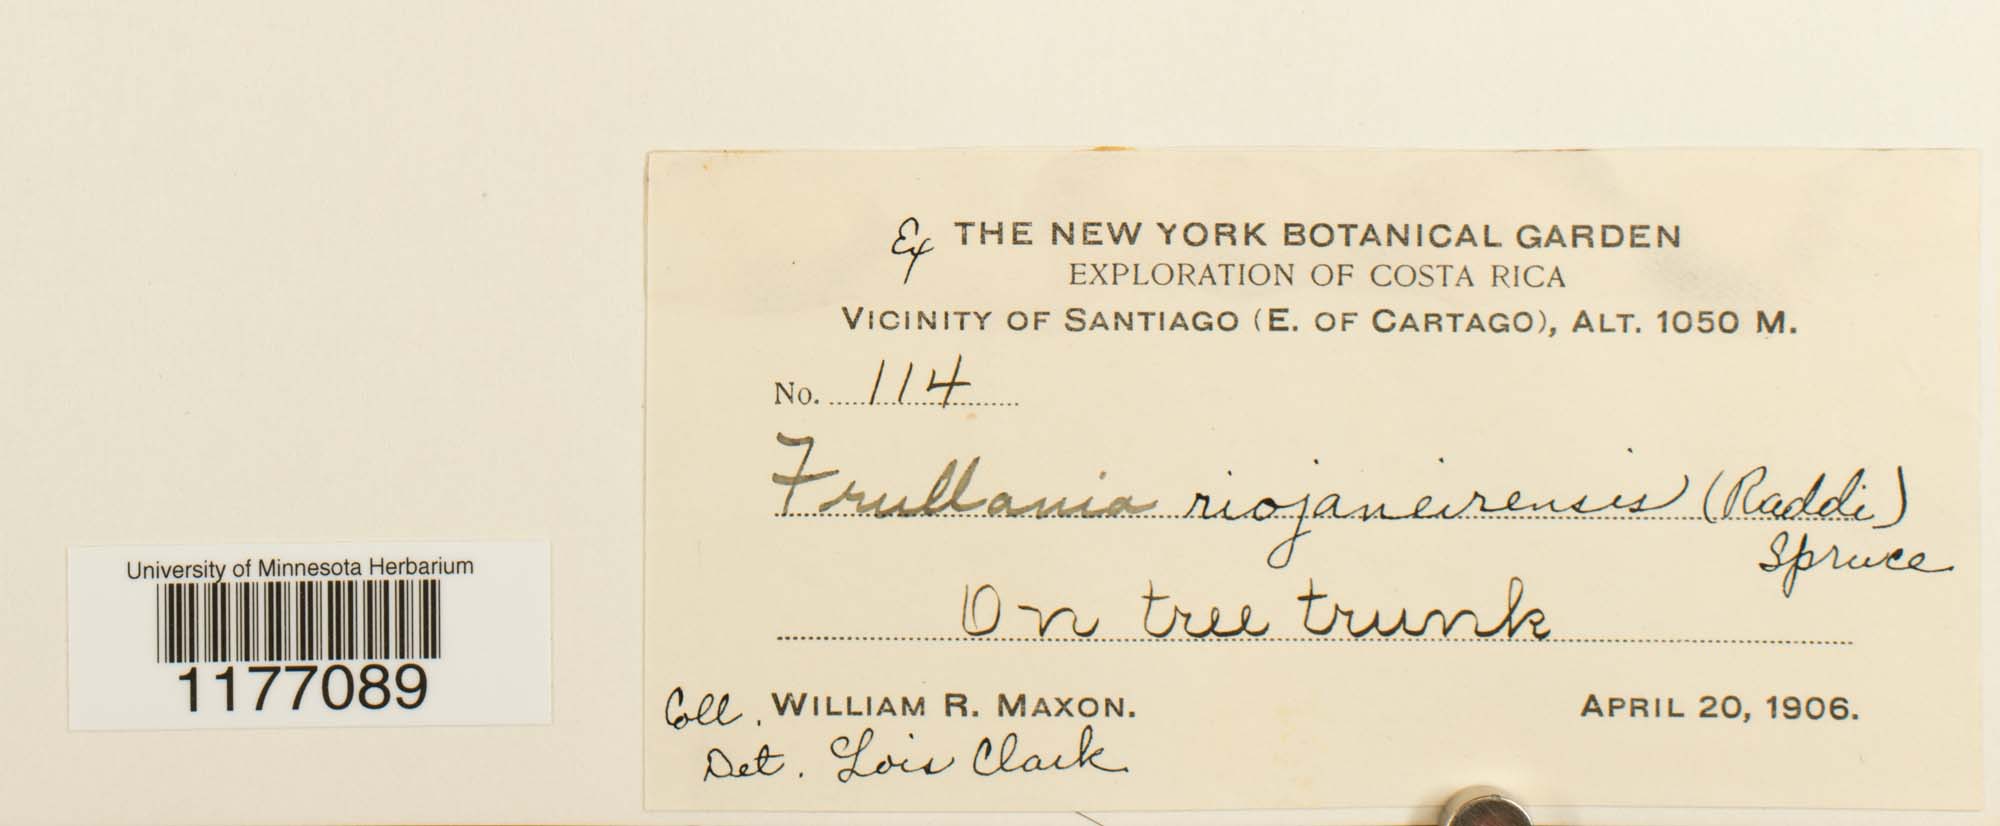 Ex THE NEW YORK BOTANICAL GARDEN
EXPLORATION OF COSTA RICA
VICINITY OF SANTIAGO (E. OF CARTAGO), ALT. 1050 M.
No. 114
Frullania riojaneirensis (Raddi)
Spruce
On tree trunk
Coll. WILLIAM R. MAXON. APRIL 20, 1906.
Det. Lois Clark
University of Minnesota Herbarium
1177089